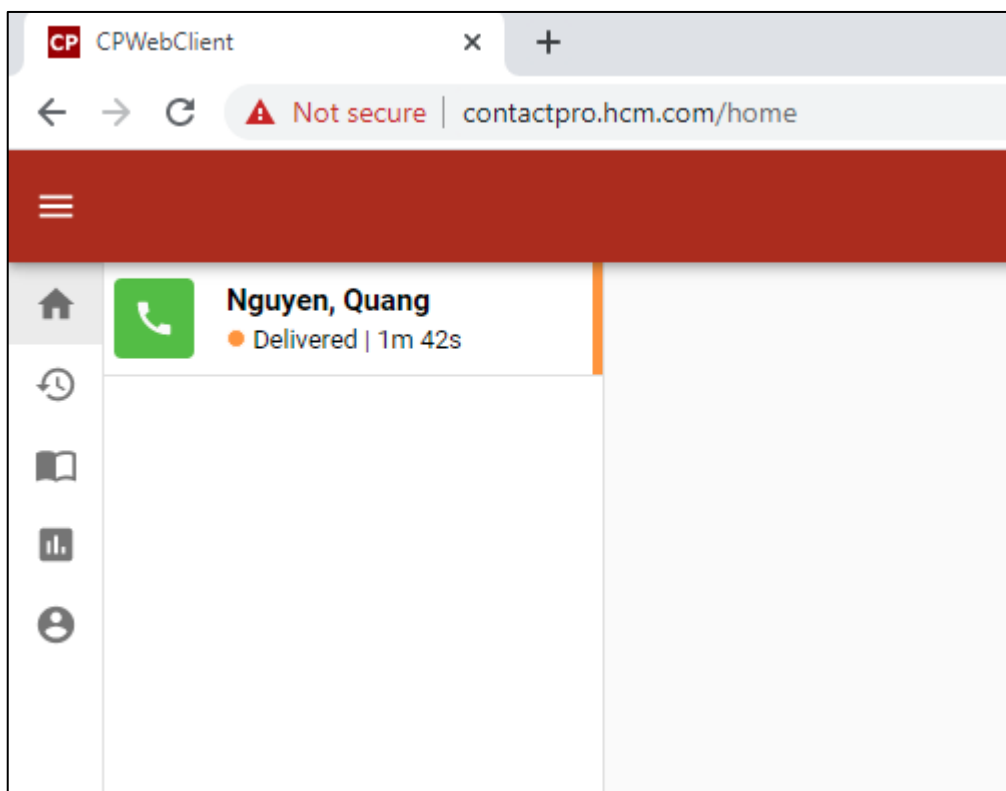 CP CPWebClient
Not secure | contactpro.hcm.com/home
Nguyen, Quang
Delivered | 1m 42s